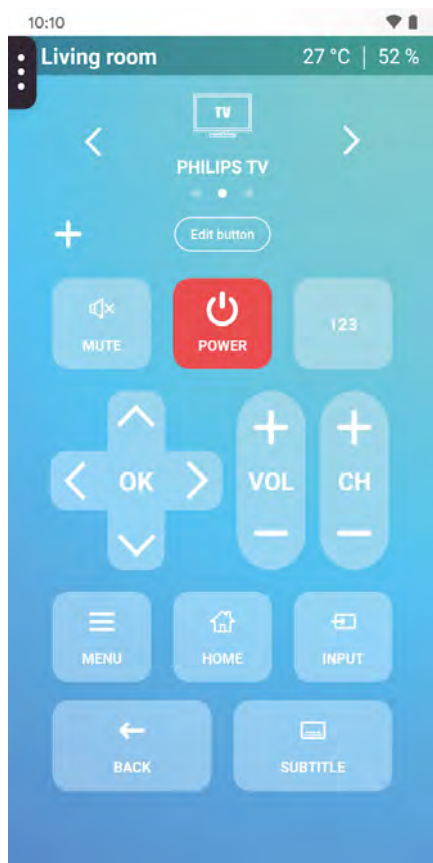 10:10
Living room 27 °C | 52 %
TV
PHILIPS TV
Edit button
MUTE POWER 123
OK VOL CH
MENU HOME INPUT
BACK SUBTITLE